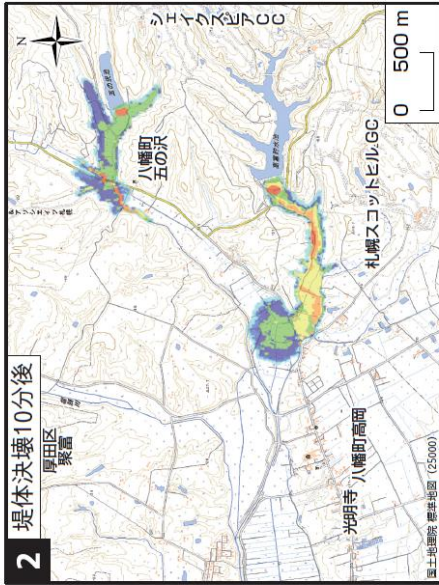 2 堤体決壊10分後
N
シェイクスピアCC
厚田区
聚富
八幡町
五の沢
札幌スコットヒルGC
光明寺
八幡町高岡
0 500 m
国土地理院 標準地図 (25000)